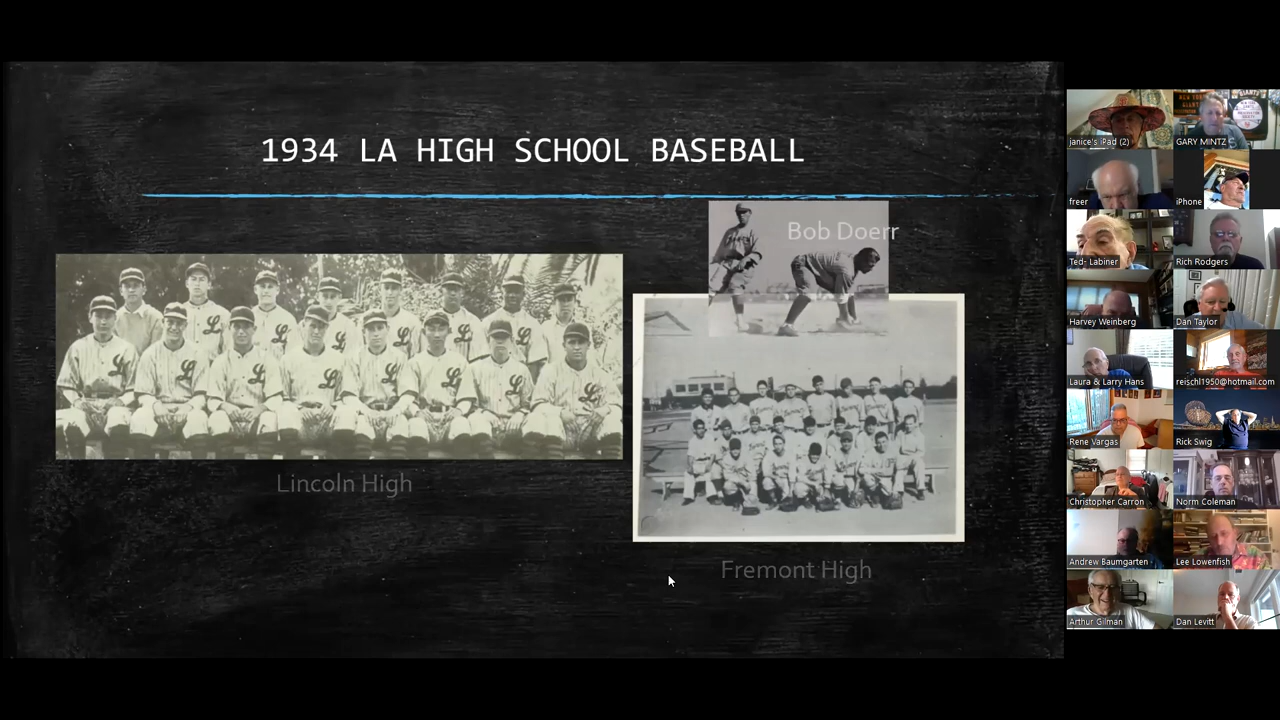 1934 LA HIGH SCHOOL BASEBALL
Bob Doerr
Lincoln High
Fremont High
janice's iPad (2)
GARY MINTZ
freer
iPhone
Ted- Labiner
Rich Rodgers
Harvey Weinberg
Dan Taylor
Laura & Larry Hans
reischl1950@hotmail.com
Rene Vargas
Rick Swig
Christopher Carron
Norm Coleman
Andrew Baumgarten
Lee Lowenfish
Arthur Gilman
Dan Levitt